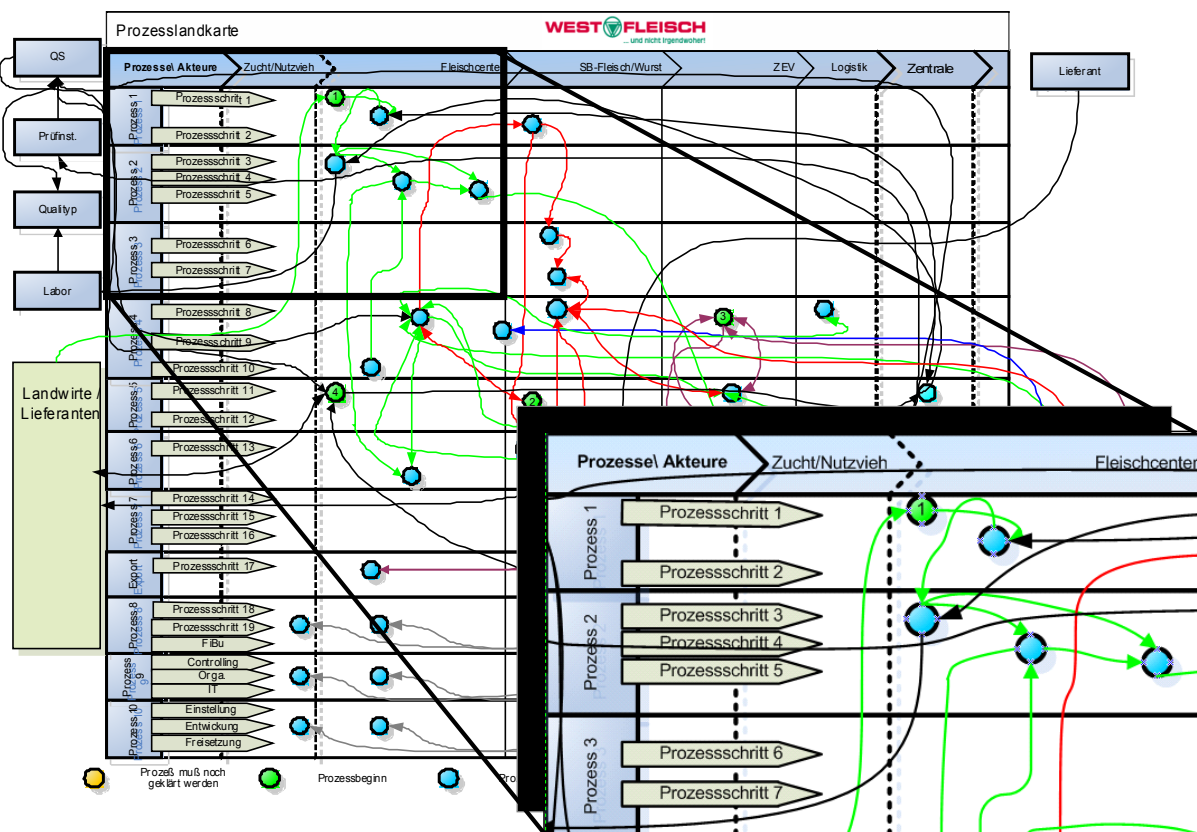 Prozesslandkarte
WESTFLEISCH
... und nicht irgendwoher!
QS
Prüfinst.
Qualityp
Labor
Landwirte /
Lieferanten
Lieferant
Prozesse\ Akteure
Zucht/Nutzvieh
Fleischcenter
SB-Fleisch/Wurst
ZEV
Logistik
Zentrale
Prozess 1
Prozessschritt 1
Prozessschritt 2
1
Prozess 2
Prozessschritt 3
Prozessschritt 4
Prozessschritt 5
Prozess 3
Prozessschritt 6
Prozessschritt 7
Prozessschritt 8
Prozessschritt 9
Prozessschritt 10
3
Prozess 5
Prozessschritt 11
Prozessschritt 12
4
2
Prozess 6
Prozessschritt 13
Prozess 7
Prozessschritt 14
Prozessschritt 15
Prozessschritt 16
Export
Prozessschritt 17
Prozess 8
Prozessschritt 18
Prozessschritt 19
FiBu
Prozess
9
Controlling
Orga.
IT
Prozess 10
Einstellung
Entwickung
Freisetzung
Prozeß muß noch
geklärt werden
Prozessbeginn
Prozesse\ Akteure
Zucht/Nutzvieh
Fleischcenter
Prozess 1
Prozessschritt 1
Prozessschritt 2
1
Prozess 2
Prozessschritt 3
Prozessschritt 4
Prozessschritt 5
Prozess 3
Prozessschritt 6
Prozessschritt 7